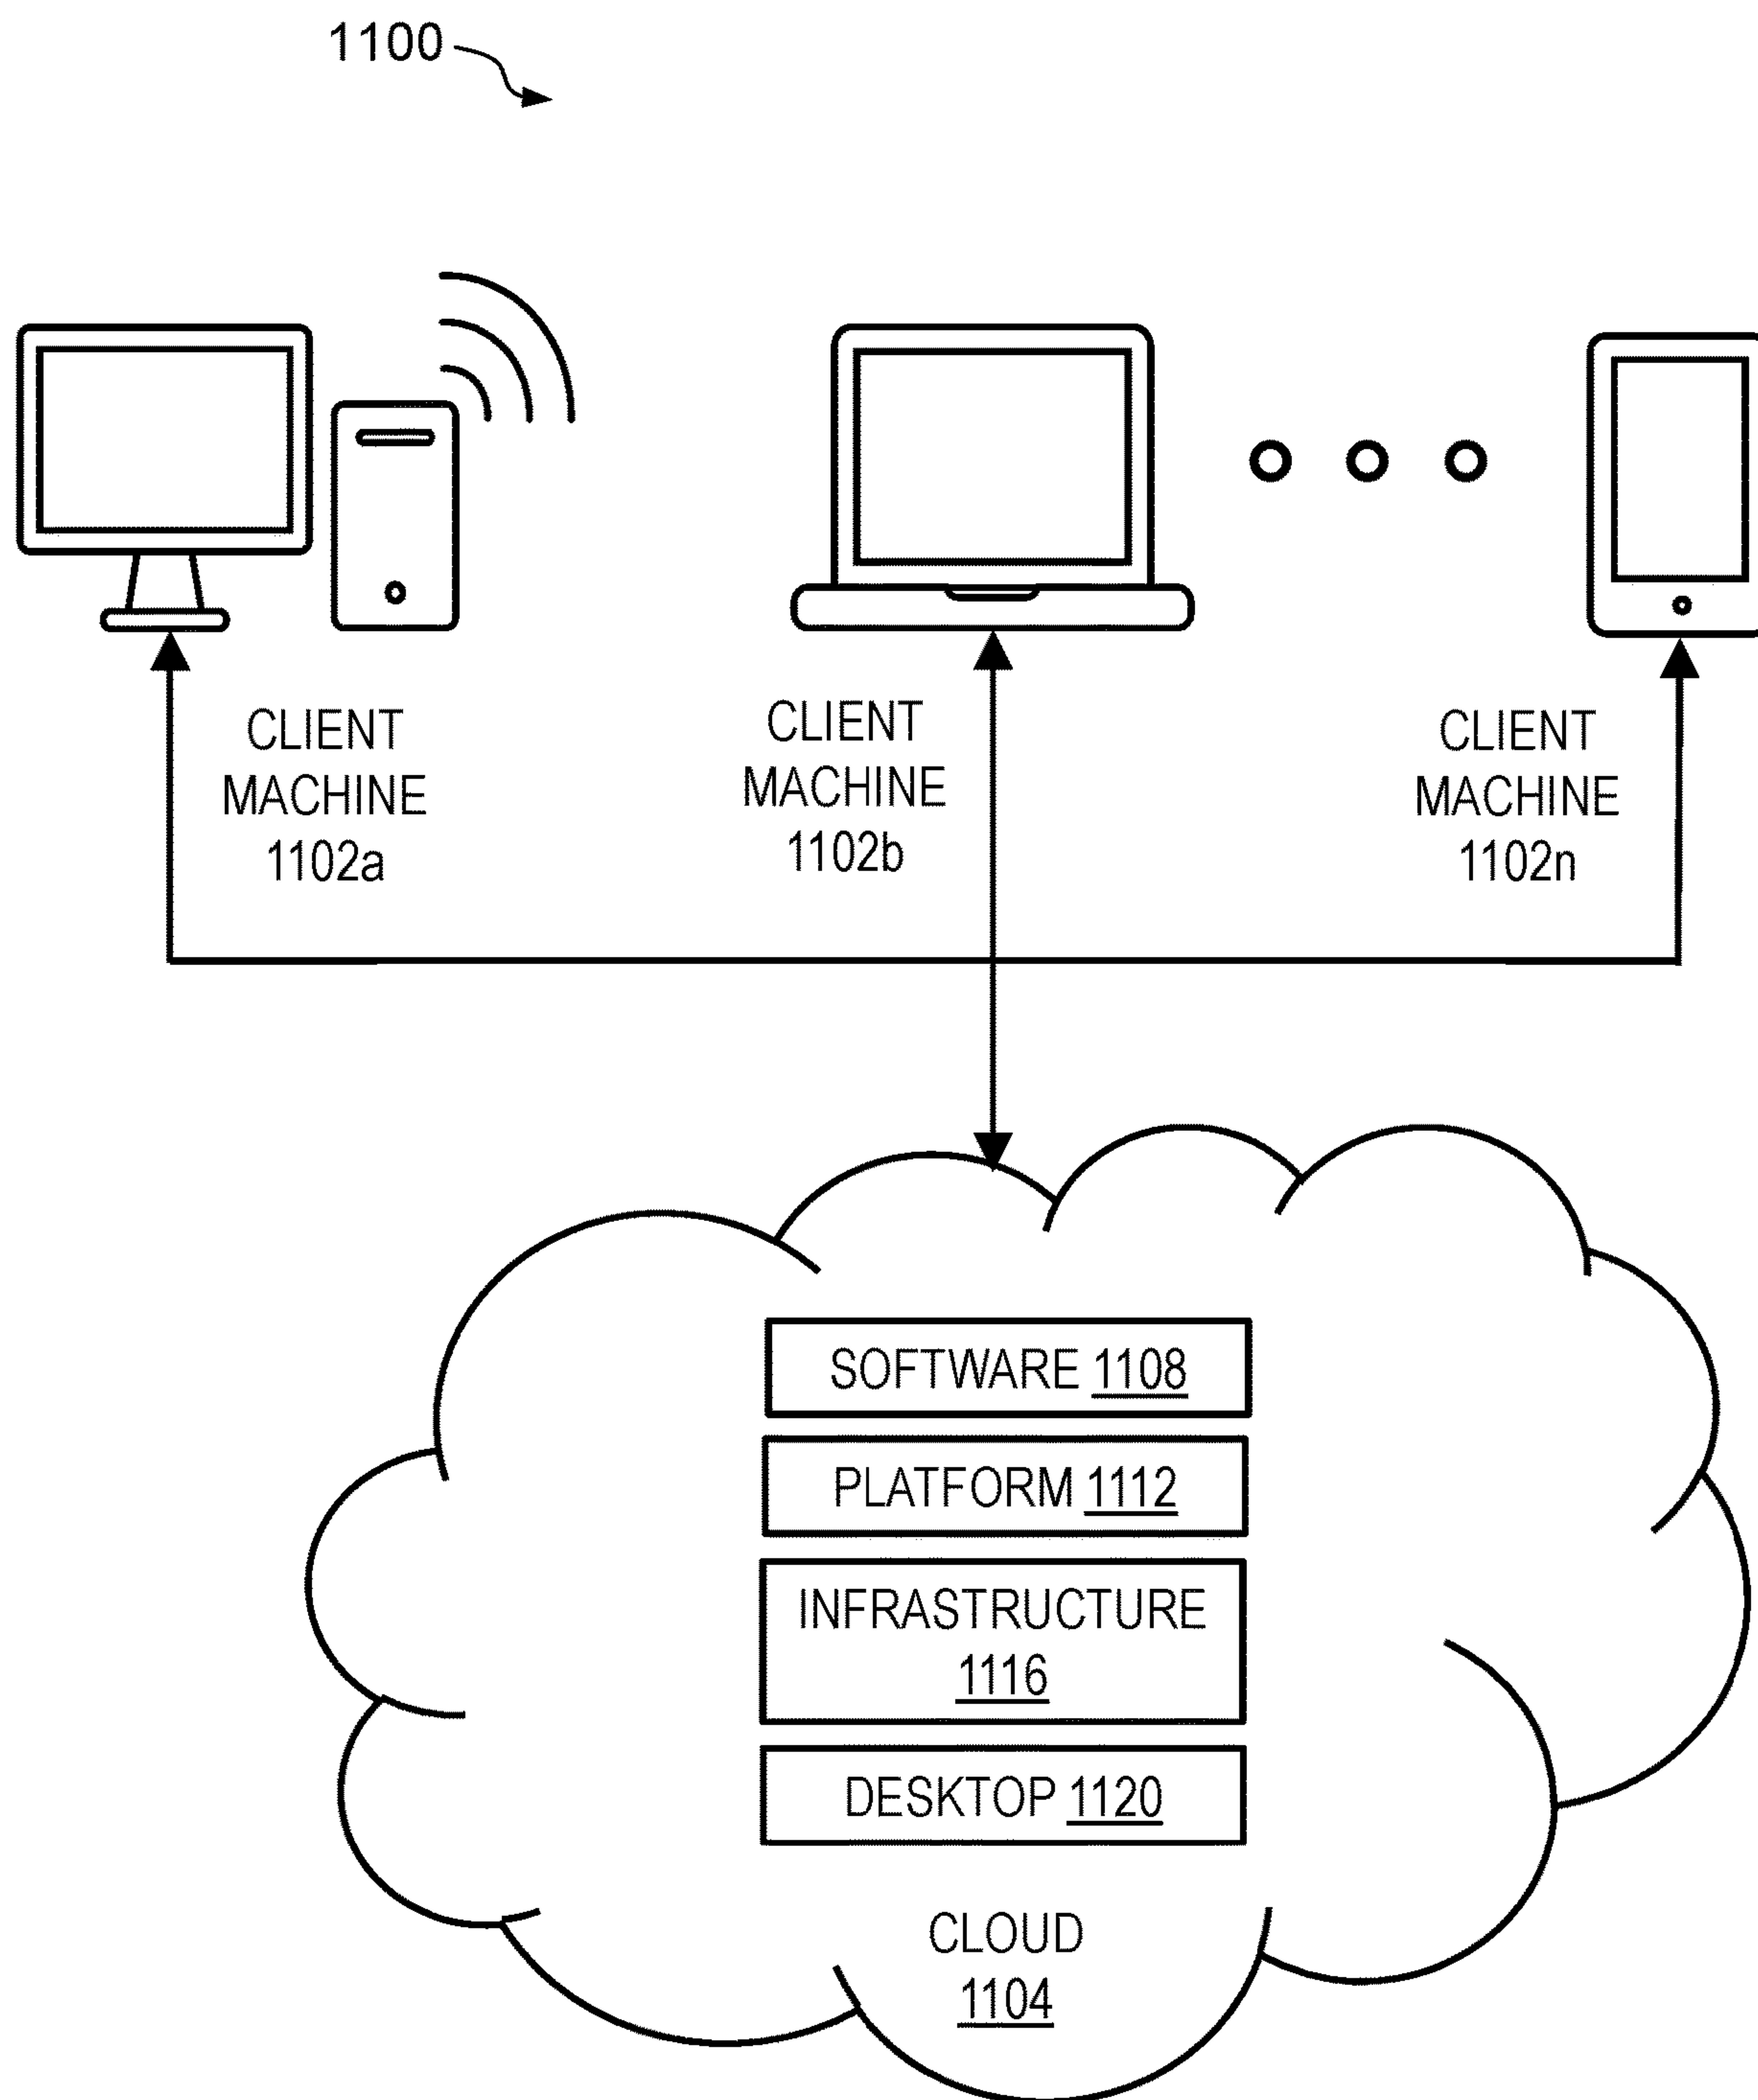 1100
CLIENT
MACHINE
1102a
CLIENT
MACHINE
1102b
CLIENT
MACHINE
1102n
SOFTWARE 1108
PLATFORM 1112
INFRASTRUCTURE
1116
DESKTOP 1120
CLOUD
1104